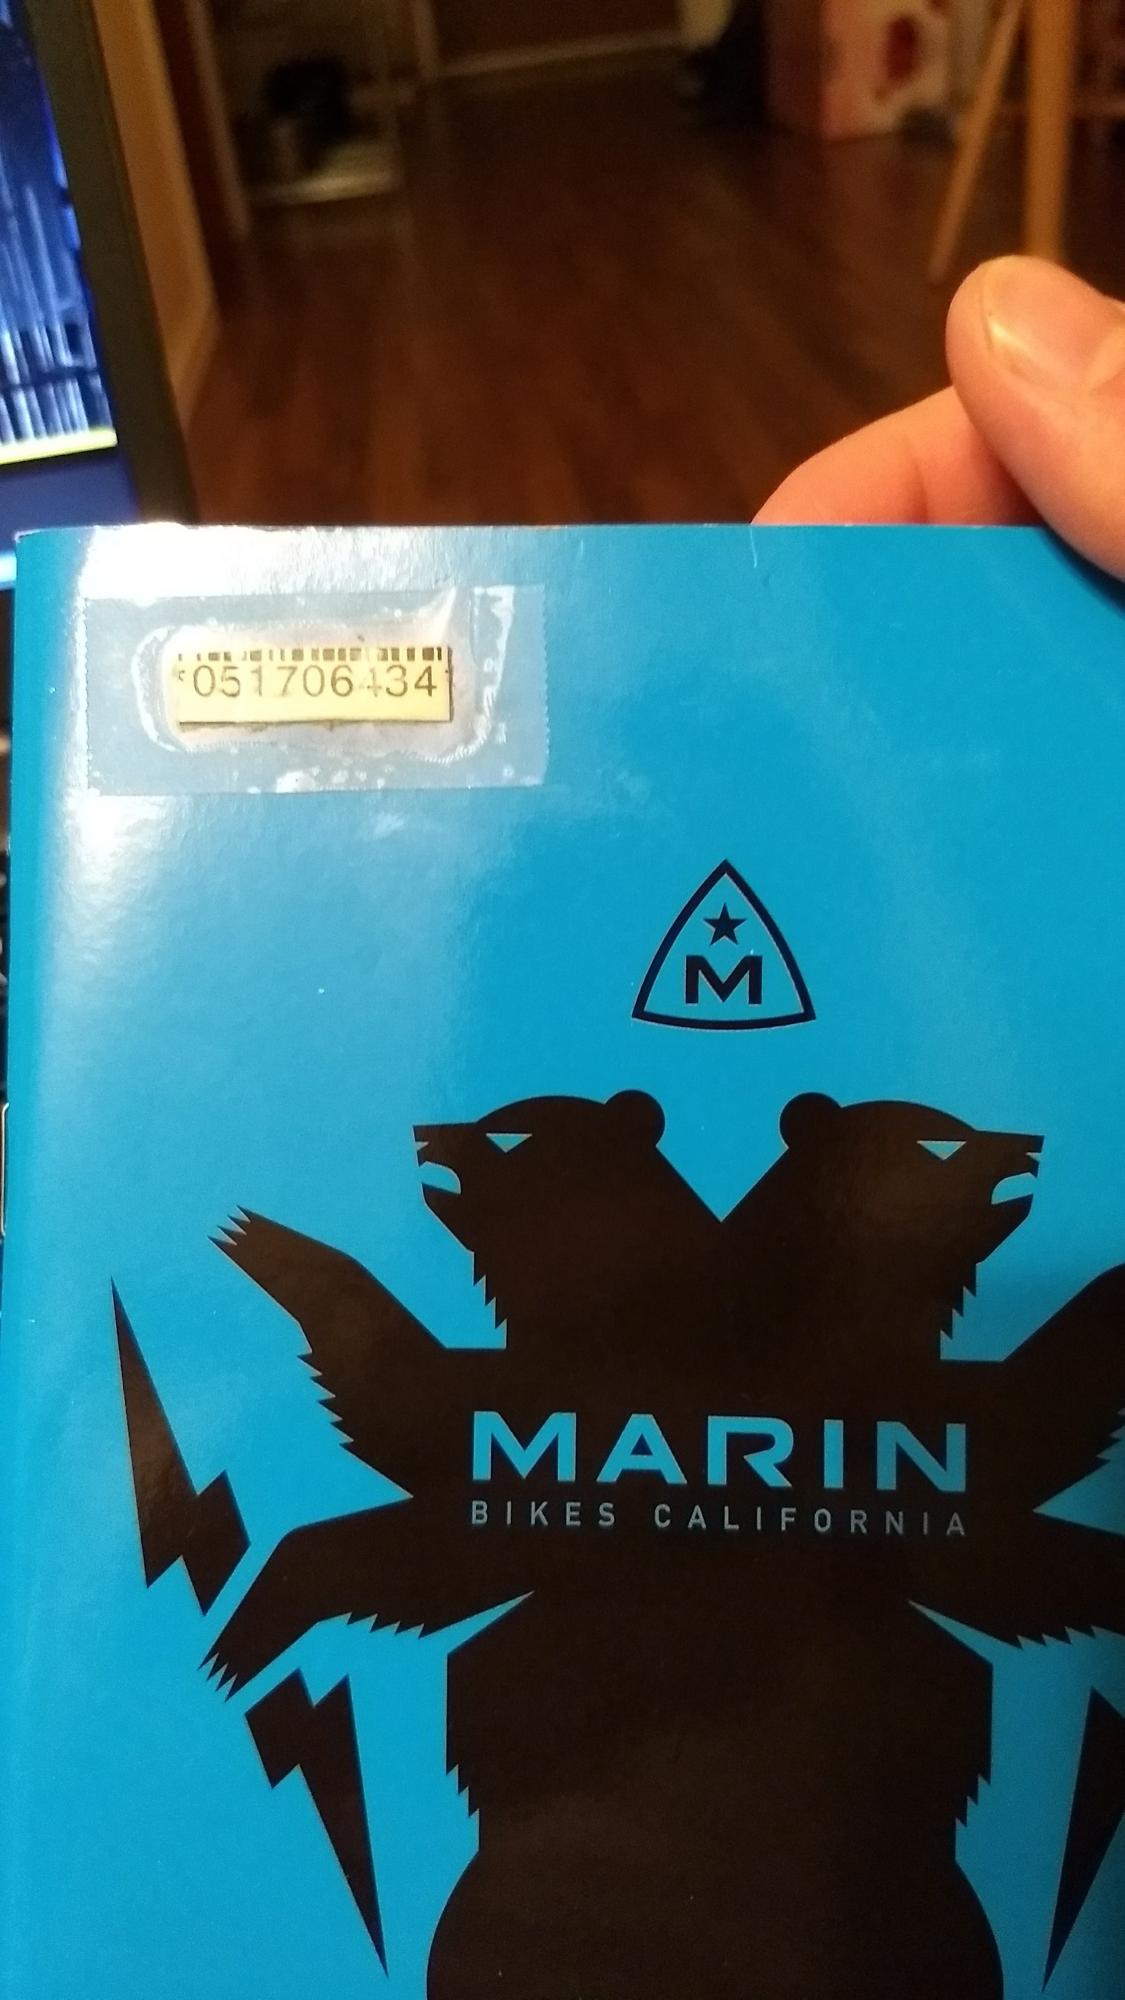 051706434
M
MARIN
BIKES CALIFORNIA